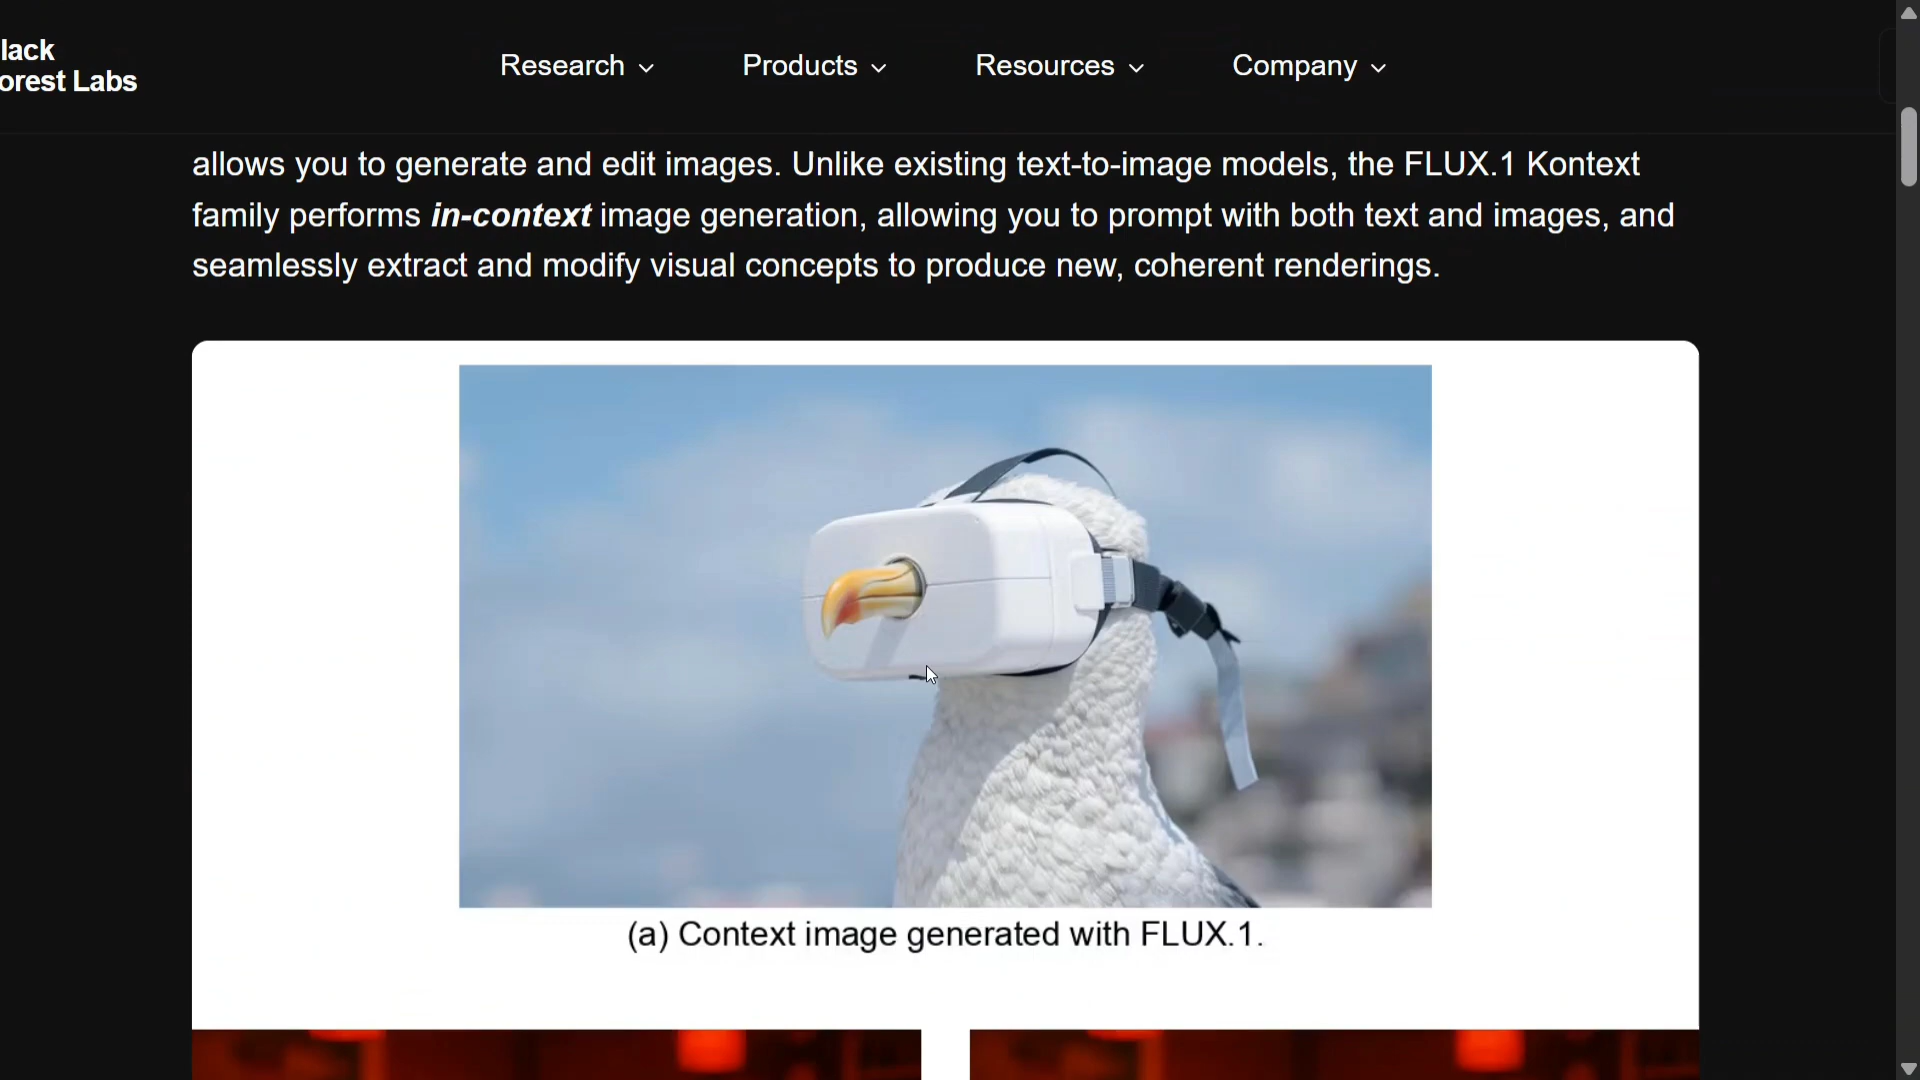 lack
orest Labs
Research
Products
Resources
Company
allows you to generate and edit images. Unlike existing text-to-image models, the FLUX.1 Kontext
family performs in-context image generation, allowing you to prompt with both text and images, and
seamlessly extract and modify visual concepts to produce new, coherent renderings.
(a) Context image generated with FLUX.1.